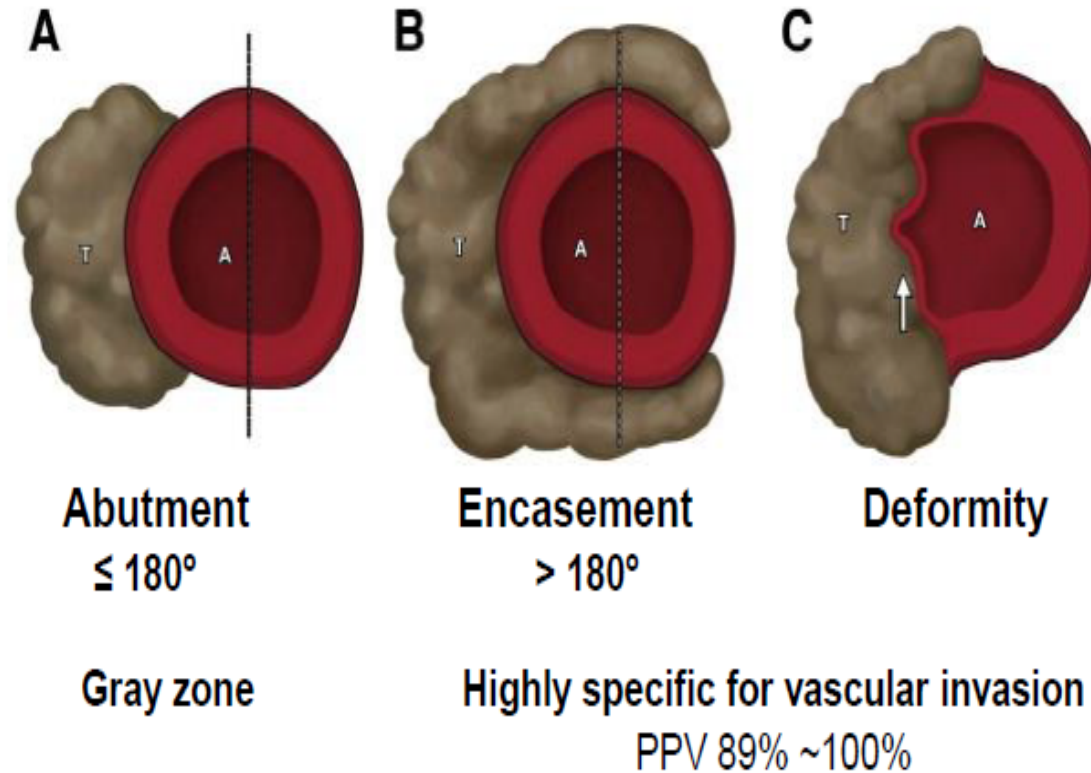 A
B
C
T
A
T
A
T
A
Abutment
≤ 180º
Encasement
> 180º
Deformity
Gray zone
Highly specific for vascular invasion
PPV 89% ~100%